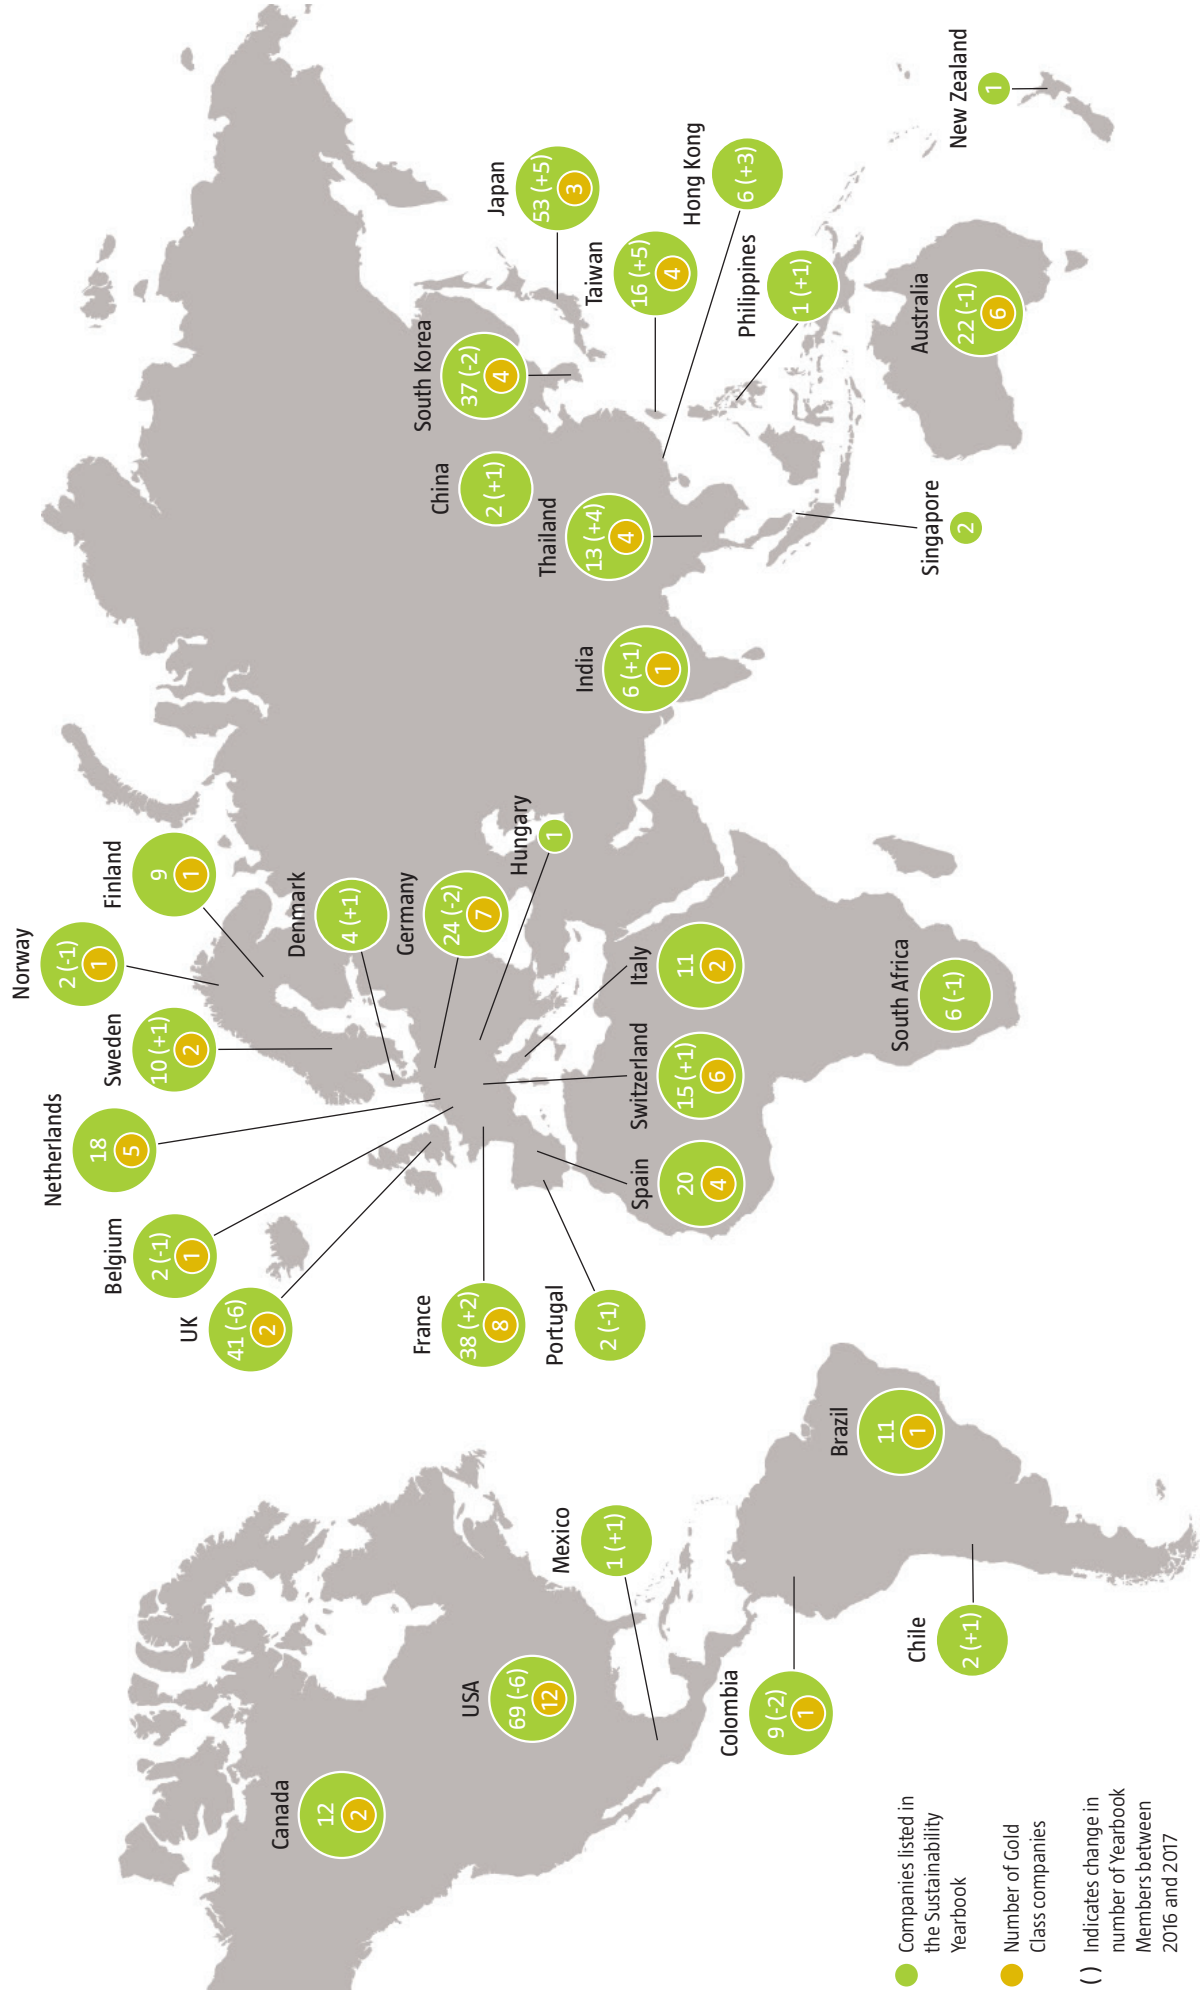 Canada
12
2
USA
69 (-6)
12
Mexico
1 (+1)
Colombia
9 (-2)
1
Chile
2 (+1)
Brazil
11
1
UK
41 (-6)
2
Belgium
2 (-1)
1
Netherlands
18
5
Sweden
10 (+1)
2
Norway
2 (-1)
1
Finland
9
1
Denmark
4 (+1)
Germany
24 (-2)
7
Hungary
1
France
38 (+2)
8
Portugal
2 (-1)
Spain
20
4
Switzerland
15 (+1)
6
Italy
11
2
South Africa
6 (-1)
India
6 (+1)
1
China
2 (+1)
Thailand
13 (+4)
4
South Korea
37 (-2)
4
Japan
53 (+5)
3
Taiwan
16 (+5)
4
Hong Kong
6 (+3)
Philippines
1 (+1)
Singapore
2
Australia
22 (-1)
6
New Zealand
1
Companies listed in
the Sustainability
Yearbook
Number of Gold
Class companies
( ) Indicates change in
number of Yearbook
Members between
2016 and 2017